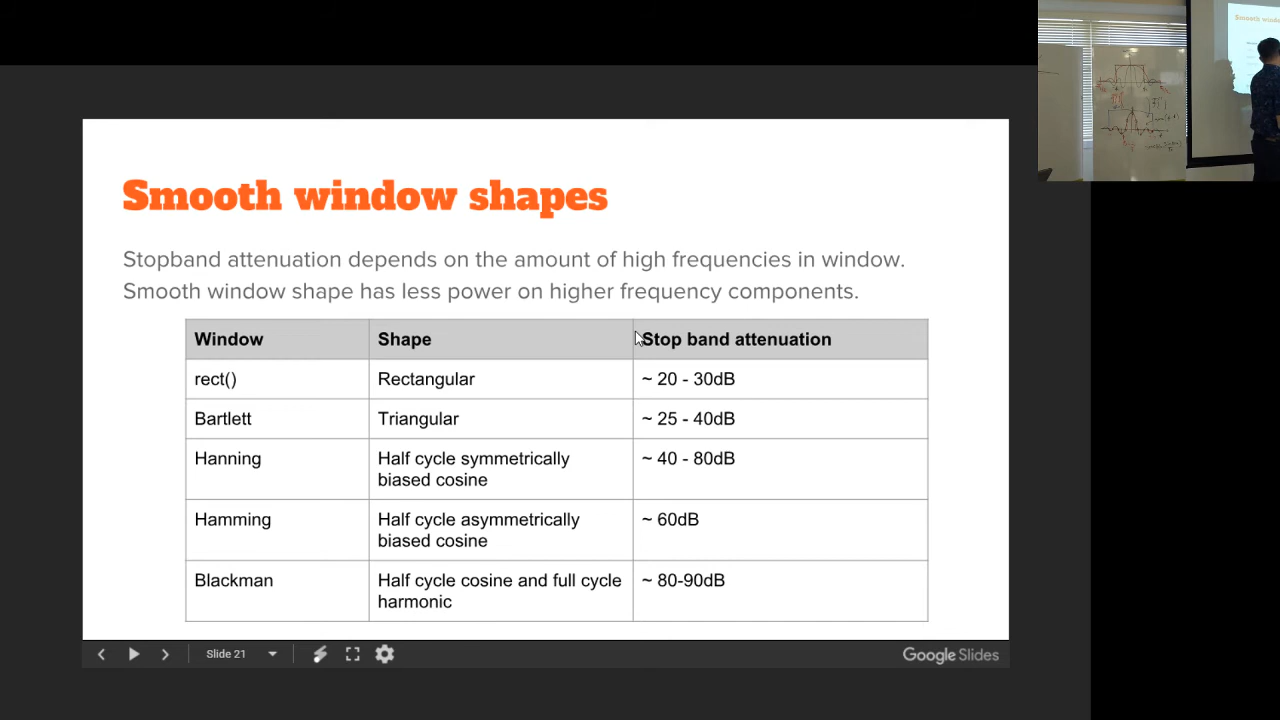 Smooth window shapes
Stopband attenuation depends on the amount of high frequencies in window.
Smooth window shape has less power on higher frequency components.
Window Shape Stop band attenuation
rect() Rectangular ~ 20 - 30dB
Bartlett Triangular ~ 25 - 40dB
Hanning Half cycle symmetrically
biased cosine ~ 40 - 80dB
Hamming Half cycle asymmetrically
biased cosine ~ 60dB
Blackman Half cycle cosine and full cycle
harmonic ~ 80-90dB
Slide 21
Google Slides